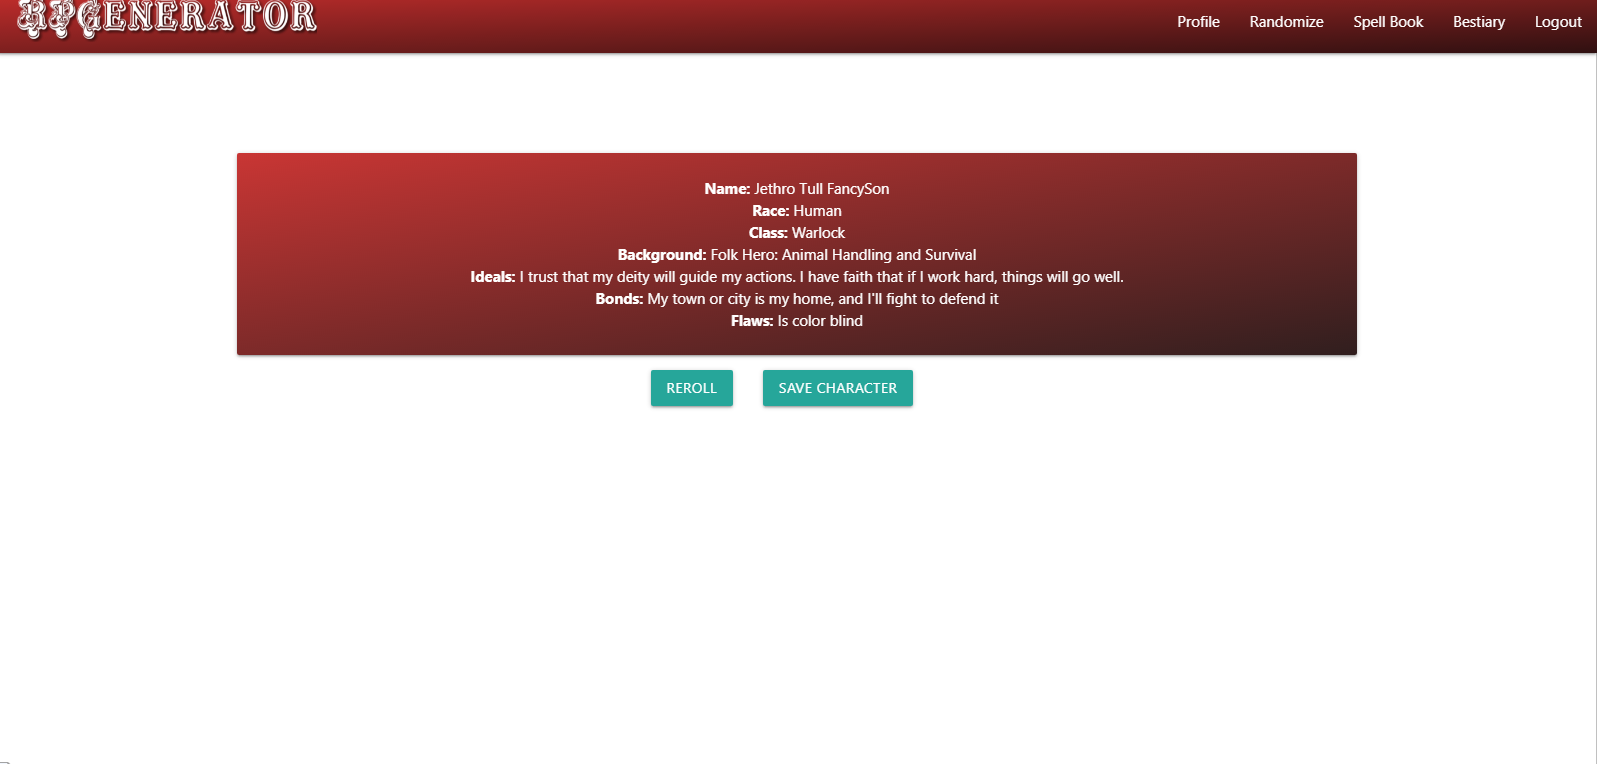 RPGENERATOR
Profile Randomize Spell Book Bestiary Logout
Name: Jethro Tull FancySon
Race: Human
Class: Warlock
Background: Folk Hero: Animal Handling and Survival
Ideals: I trust that my deity will guide my actions. I have faith that if I work hard, things will go well.
Bonds: My town or city is my home, and I'll fight to defend it
Flaws: Is color blind
REROLL SAVE CHARACTER